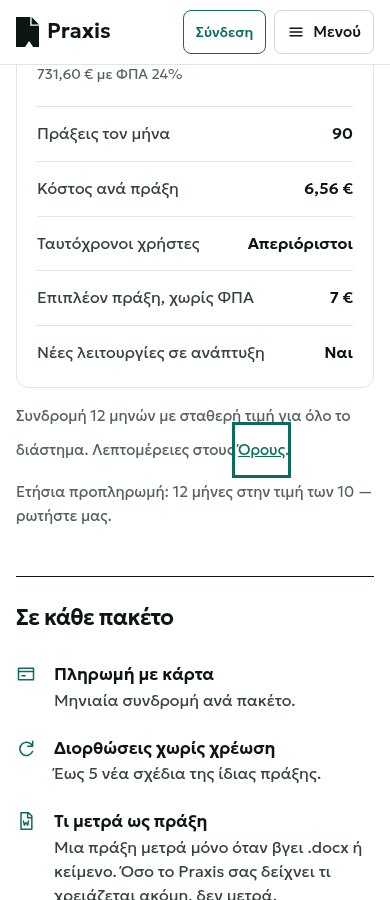 Praxis
Σύνδεση
Μενού
731,60 € με ΦΠΑ 24%
Πράξεις τον μήνα 90
Κόστος ανά πράξη 6,56 €
Ταυτόχρονοι χρήστες Απεριόριστοι
Επιπλέον πράξη, χωρίς ΦΠΑ 7 €
Νέες λειτουργίες σε ανάπτυξη Ναι
Συνδρομή 12 μηνών με σταθερή τιμή για όλο το
διάστημα. Λεπτομέρειες στους Όρους.
Ετήσια προπληρωμή: 12 μήνες στην τιμή των 10 —
ρωτήστε μας.
Σε κάθε πακέτο
Πληρωμή με κάρτα
Μηνιαία συνδρομή ανά πακέτο.
Διορθώσεις χωρίς χρέωση
Έως 5 νέα σχέδια της ίδιας πράξης.
Τι μετρά ως πράξη
Μια πράξη μετρά μόνο όταν βγει .docx ή
κείμενο. Όσο το Praxis σας δείχνει τι
χρειάζεται ακόμη, δεν μετρά.